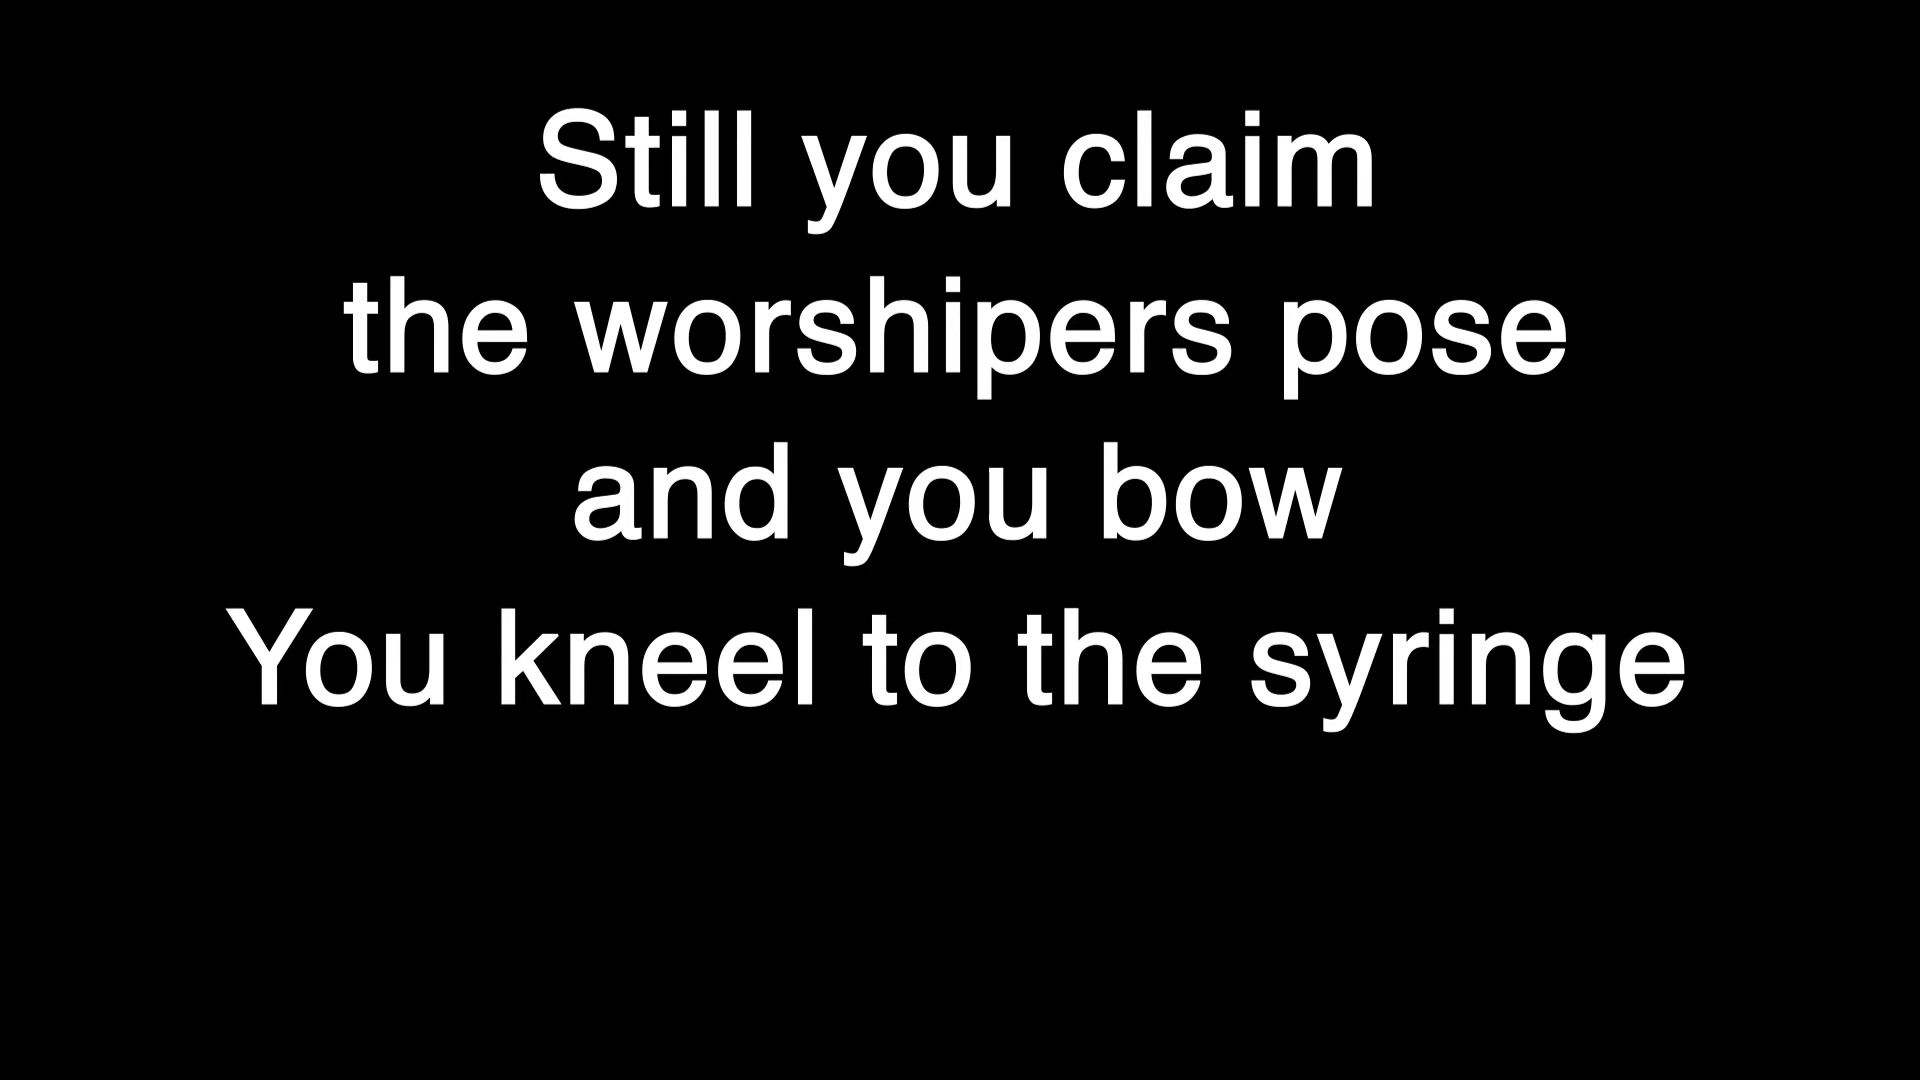 Still you claim
the worshipers pose
and you bow
You kneel to the syringe